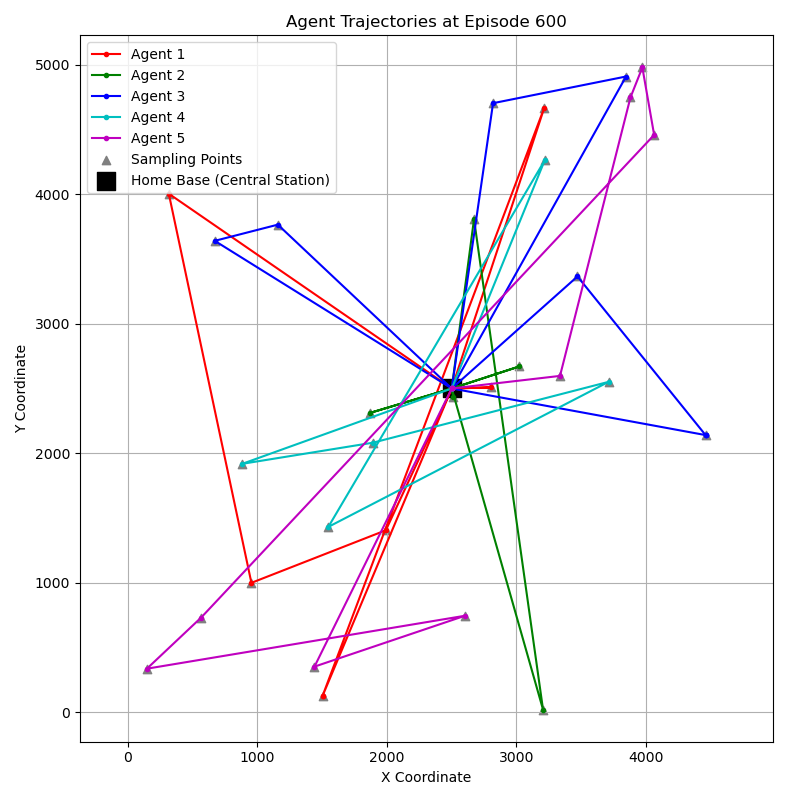 Agent Trajectories at Episode 600
Agent 1
Agent 2
Agent 3
Agent 4
Agent 5
Sampling Points
Home Base (Central Station)
Y Coordinate
5000
4000
3000
2000
1000
0
0 1000 2000 3000 4000
X Coordinate